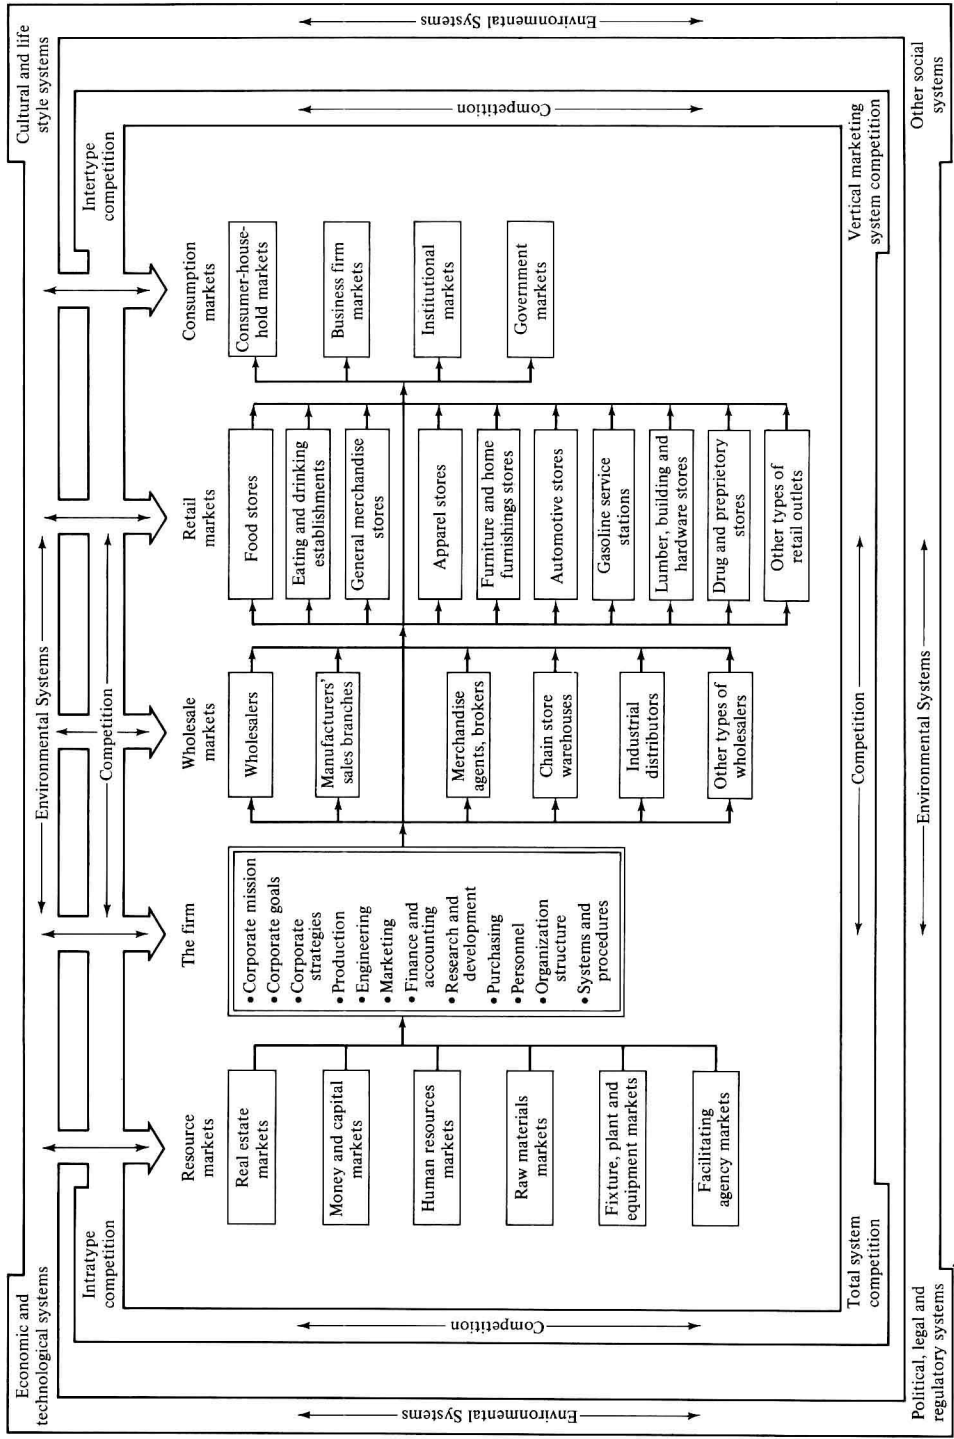 Economic and
technological systems
Environmental Systems
Cultural and life
style systems
Intratype
competition
Competition
Intertype
competition
Resource
markets
The firm
Wholesale
markets
Retail
markets
Consumption
markets
Real estate
markets
Money and capital
markets
Human resources
markets
Raw materials
markets
Fixture, plant and
equipment markets
Facilitating
agency markets
• Corporate mission
• Corporate goals
• Corporate
strategies
• Production
• Engineering
• Marketing
• Finance and
accounting
• Research and
development
• Purchasing
• Personnel
• Organization
structure
• Systems and
procedures
Wholesalers
Manufacturers'
sales branches
Merchandise
agents, brokers
Chain store
warehouses
Industrial
distributors
Other types of
wholesalers
Food stores
Eating and drinking
establishments
General merchandise
stores
Apparel stores
Furniture and home
furnishings stores
Automotive stores
Gasoline service
stations
Lumber, building and
hardware stores
Drug and preprietory
stores
Other types of
retail outlets
Consumer-house-
hold markets
Business firm
markets
Institutional
markets
Government
markets
Environmental Systems
Competition
Competition
Environmental Systems
Total system
competition
Competition
Vertical marketing
system competition
Political, legal and
regulatory systems
Environmental Systems
Other social
systems